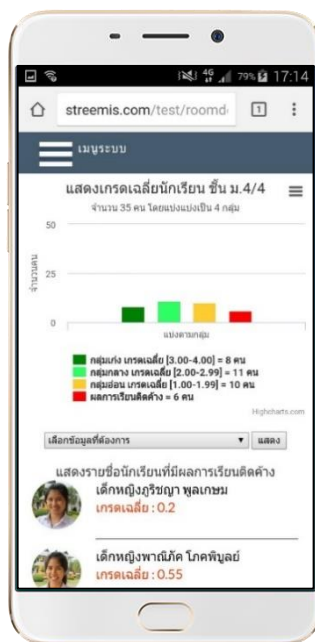 4G 79% 17:14
streemis.com/test/roomd 1
เมนูระบบ
แสดงเกรดเฉลี่ยนักเรียน ชั้น ม.4/4
จำนวน 35 คน โดยแบ่งแบ่งเป็น 4 กลุ่ม
50
25
0
จำนวนคน
แบ่งตามกลุ่ม
กลุ่มเก่ง เกรดเฉลี่ย [3.00-4.00] = 8 คน
กลุ่มกลาง เกรดเฉลี่ย [2.00-2.99] = 11 คน
กลุ่มอ่อน เกรดเฉลี่ย [1.00-1.99] = 10 คน
ผลการเรียนติดค้าง = 6 คน
Highcharts.com
เลือกข้อมูลที่ต้องการ แสดง
แสดงรายชื่อนักเรียนที่มีผลการเรียนติดค้าง
เด็กหญิงภูริชญา พูลเกษม
เกรดเฉลี่ย : 0.2
เด็กหญิงพาณิภัค โภคพิบูลย์
เกรดเฉลี่ย : 0.55